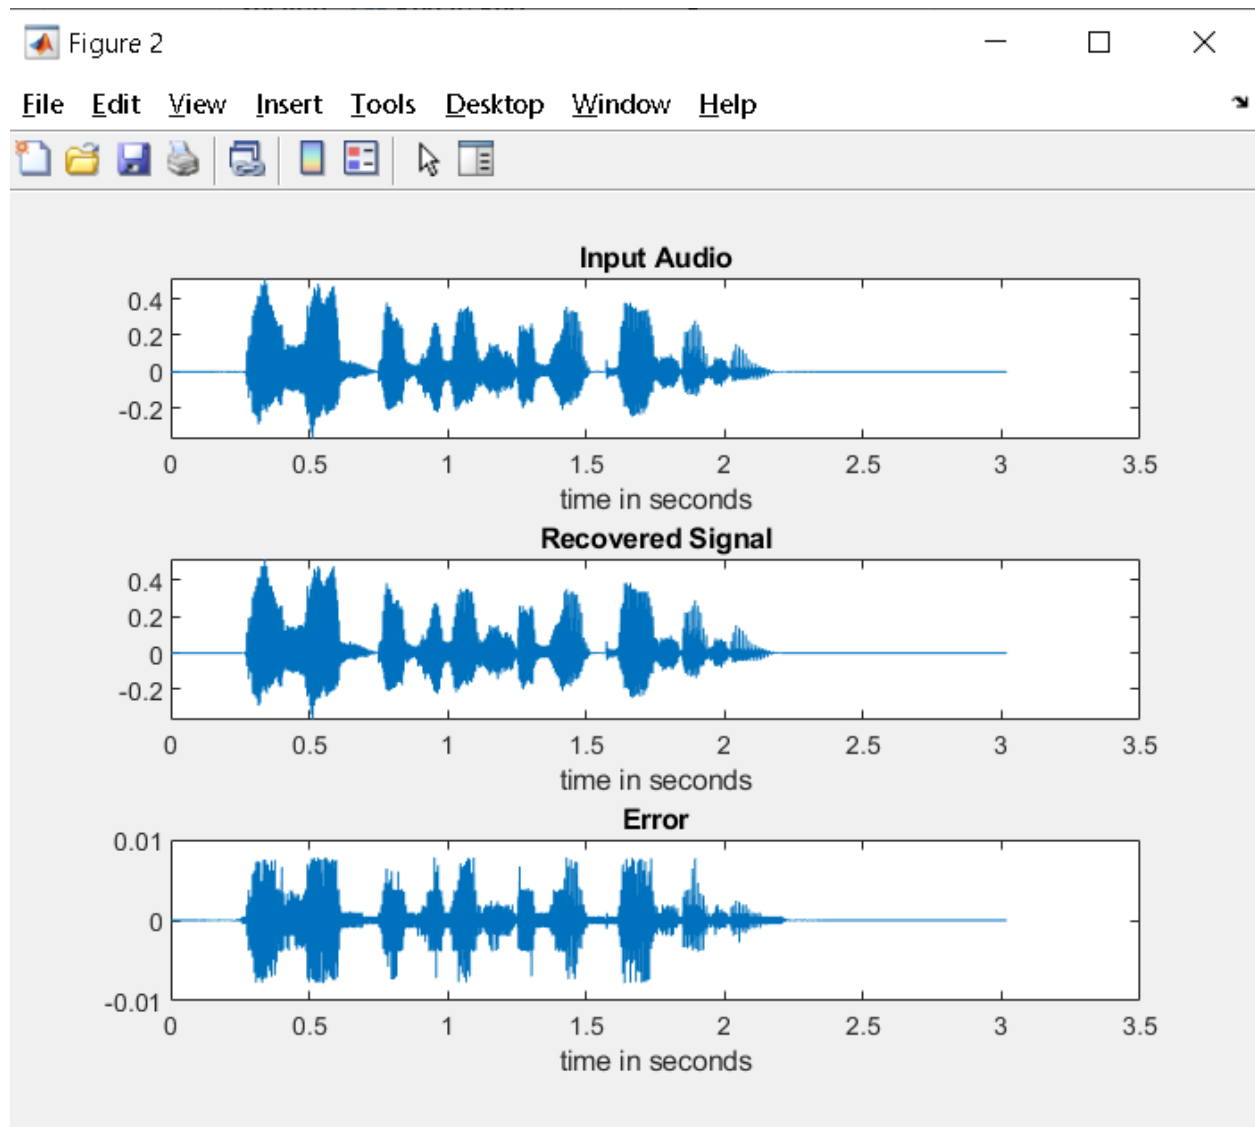 Figure 2
File Edit View Insert Tools Desktop Window Help
Input Audio
0.4
0.2
0
-0.2
0 0.5 1 1.5 2 2.5 3 3.5
time in seconds
Recovered Signal
0.4
0.2
0
-0.2
0 0.5 1 1.5 2 2.5 3 3.5
time in seconds
Error
0.01
0
-0.01
0 0.5 1 1.5 2 2.5 3 3.5
time in seconds